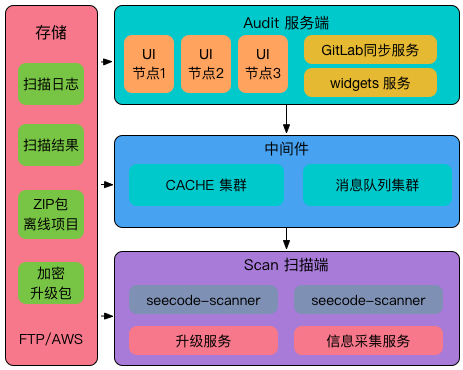 存储
扫描日志
扫描结果
ZIP包
离线项目
加密
升级包
FTP/AWS
Audit 服务端
UI
节点1
UI
节点2
UI
节点3
GitLab同步服务
widgets 服务
中间件
CACHE 集群
消息队列集群
Scan 扫描端
seecode-scanner
seecode-scanner
升级服务
信息采集服务